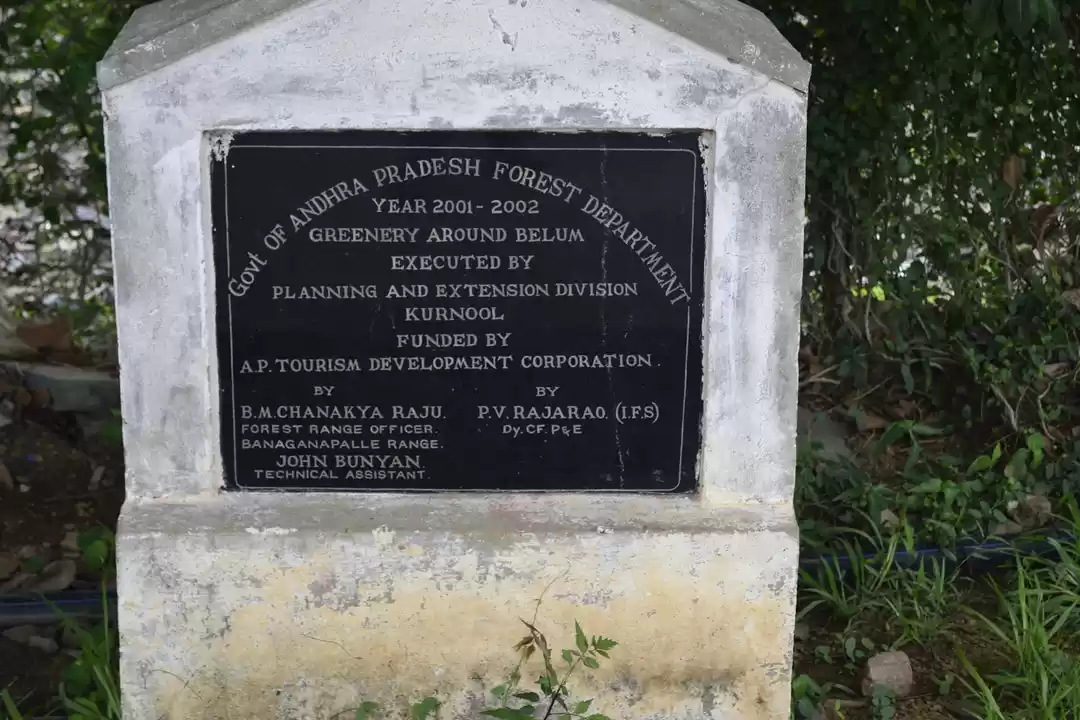 Govt OF ANDHRA PRADESH FOREST DEPARTMENT
YEAR 2001-2002
GREENERY AROUND BELUM
EXECUTED BY
PLANNING AND EXTENSION DIVISION
KURNOOL
FUNDED BY
A.P. TOURISM DEVELOPMENT CORPORATION.
BY BY
B.M.CHANAKYA RAJU. P.V. RAJARAO. (I.F.S)
FOREST RANGE OFFICER. Dy. CF. P&E
BANAGANAPALLE RANGE.
JOHN BUNYAN.
TECHNICAL ASSISTANT.